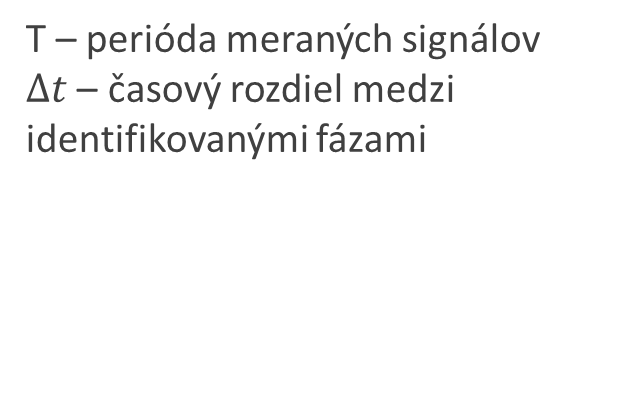 T – perióda meraných signálov
Δt – časový rozdiel medzi
identifikovanými fázami